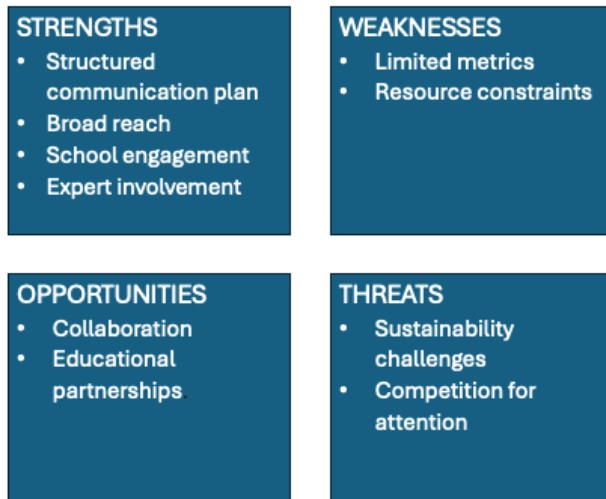 STRENGTHS
• Structured
communication plan
• Broad reach
• School engagement
• Expert involvement
WEAKNESSES
• Limited metrics
• Resource constraints
OPPORTUNITIES
• Collaboration
• Educational
partnerships.
THREATS
• Sustainability
challenges
• Competition for
attention